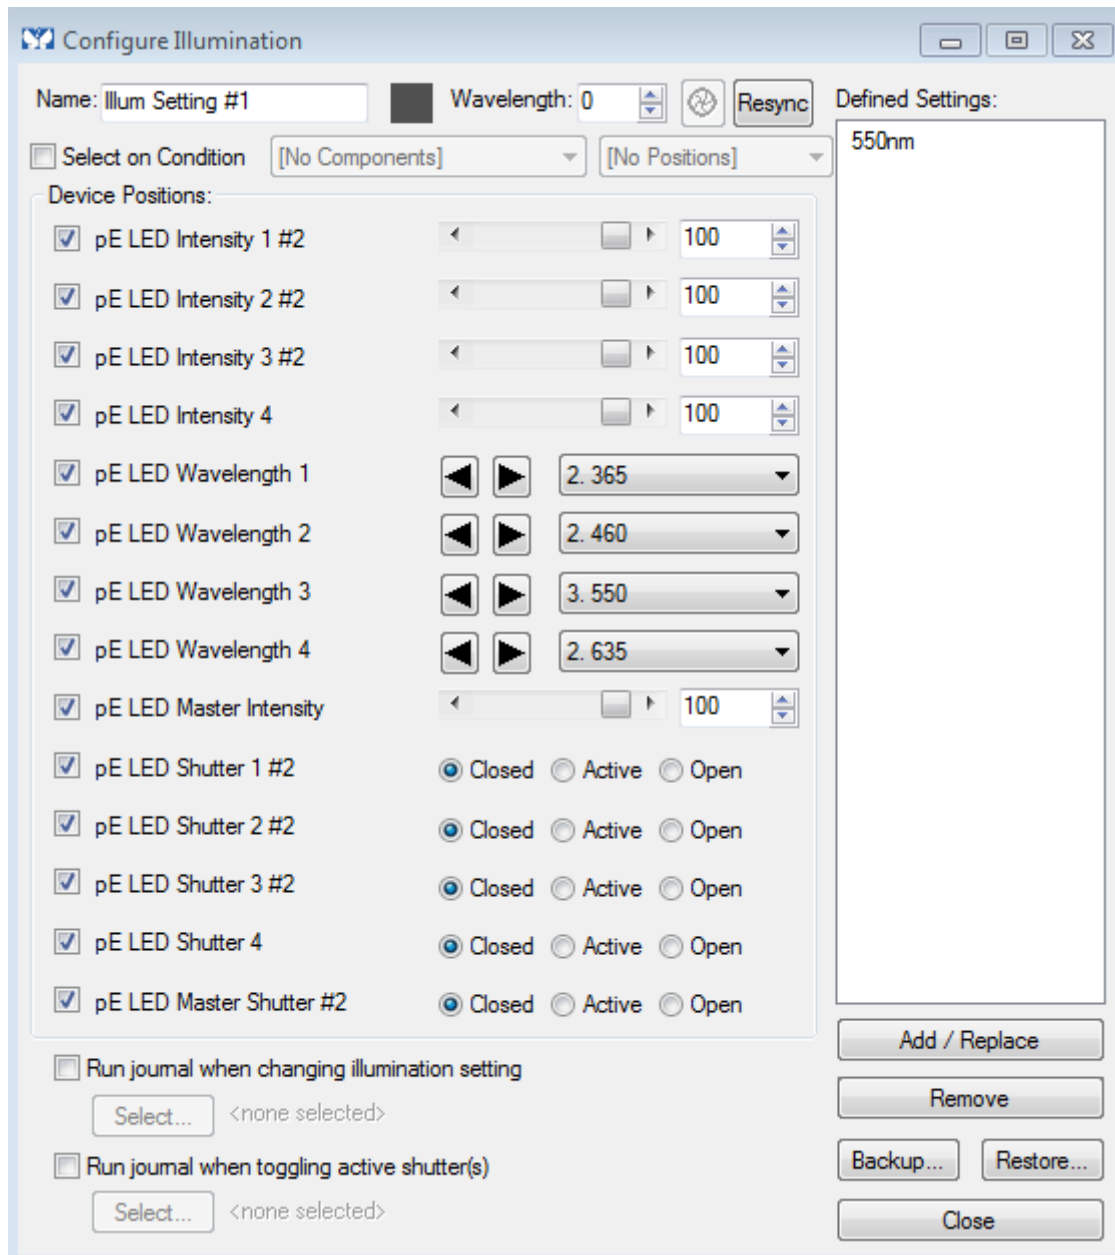 Configure Illumination
Name: Illum Setting #1 Wavelength: 0 Resync Defined Settings:
Select on Condition [No Components] [No Positions] 550nm
Device Positions:
pE LED Intensity 1 #2 100
pE LED Intensity 2 #2 100
pE LED Intensity 3 #2 100
pE LED Intensity 4 100
pE LED Wavelength 1 2. 365
pE LED Wavelength 2 2. 460
pE LED Wavelength 3 3. 550
pE LED Wavelength 4 2. 635
pE LED Master Intensity 100
pE LED Shutter 1 #2 Closed Active Open
pE LED Shutter 2 #2 Closed Active Open
pE LED Shutter 3 #2 Closed Active Open
pE LED Shutter 4 Closed Active Open
pE LED Master Shutter #2 Closed Active Open
Add / Replace
Run journal when changing illumination setting
Remove
Select... <none selected>
Run journal when toggling active shutter(s) Backup... Restore...
Select... <none selected> Close